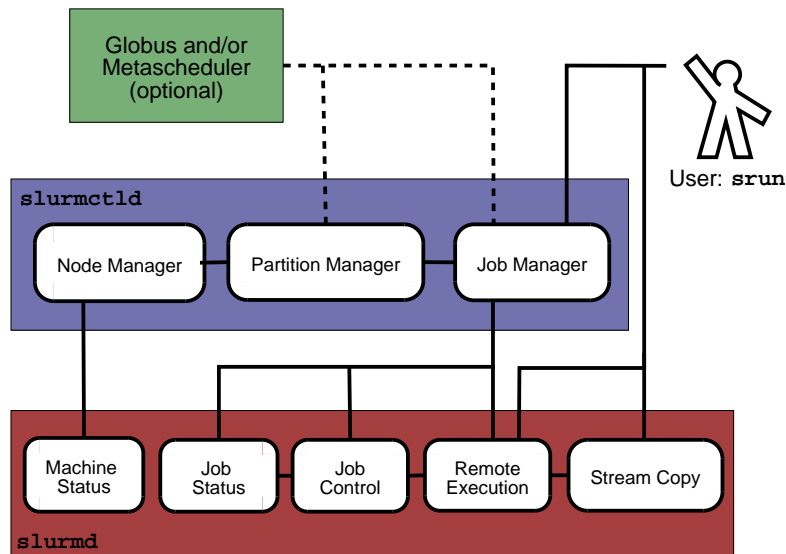 Globus and/or
Metascheduler
(optional)
User: srun
slurmctld
Node Manager
Partition Manager
Job Manager
Machine
Status
Job
Status
Job
Control
Remote
Execution
Stream Copy
slurmd